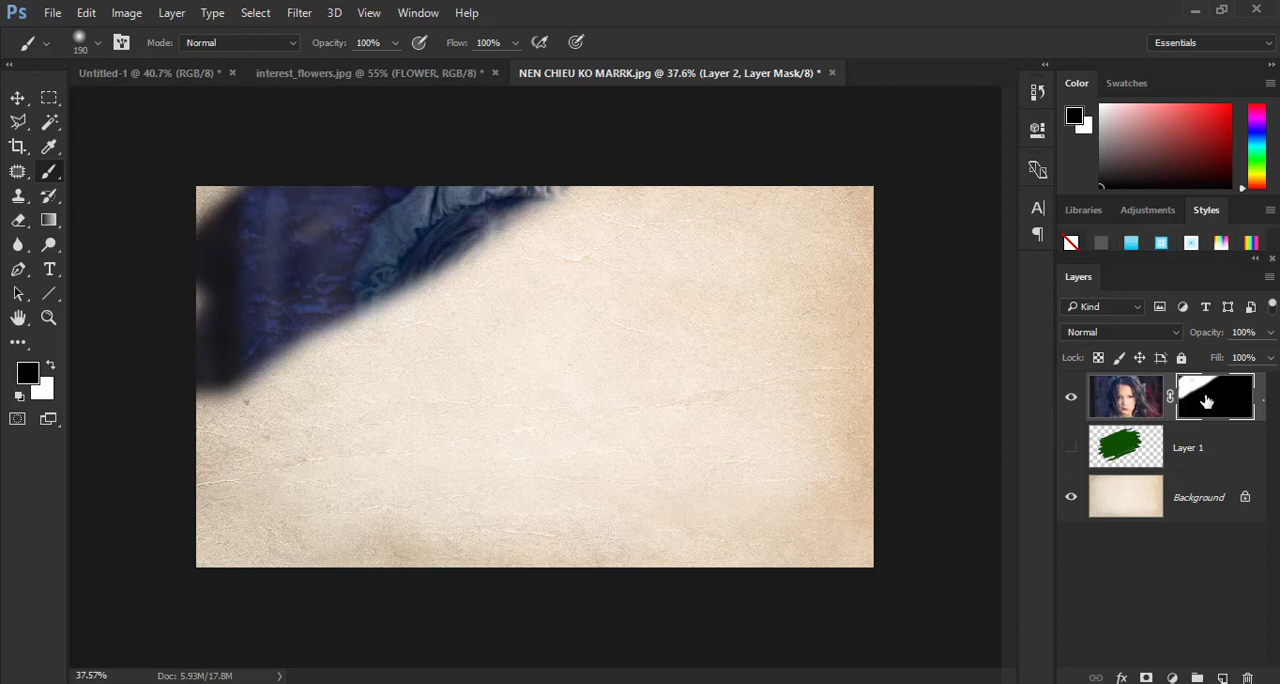 Ps File Edit Image Layer Type Select Filter 3D View Window Help
190 Mode: Normal Opacity: 100% Flow: 100% Essentials
Untitled-1 @ 40.7% (RGB/8) * × interest_flowers.jpg @ 55% (FLOWER, RGB/8) * × NEN CHIEU KO MARRK.jpg @ 37.6% (Layer 2, Layer Mask/8) * ×
Color Swatches
Libraries Adjustments Styles
Layers
Kind
Normal Opacity: 100%
Lock: Fill: 100%
Layer 1
Background
37.57% Doc: 5.93M/17.8M